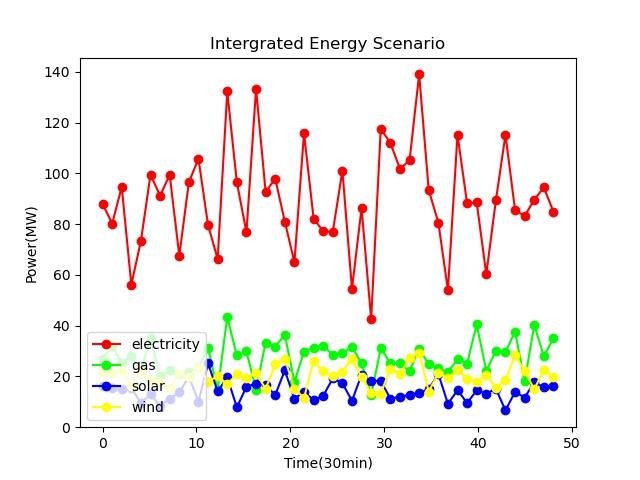 Intergrated Energy Scenario
Power(MW)
140
120
100
80
60
40
20
0
electricity
gas
solar
wind
0 10 20 30 40 50
Time(30min)